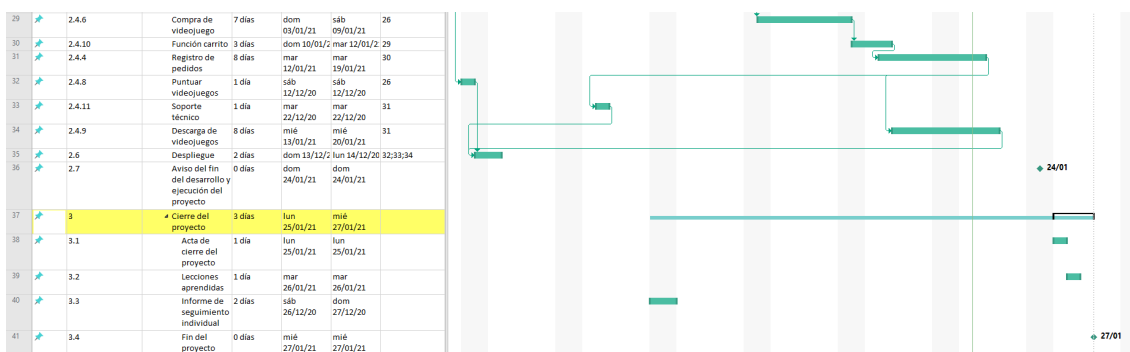 29 2.4.6 Compra de videojuego 7 días dom 03/01/21 sáb 09/01/21 26
30 2.4.10 Función carrito 3 días dom 10/01/2 mar 12/01/2 29
31 2.4.4 Registro de pedidos 8 días mar 12/01/21 mar 19/01/21 30
32 2.4.8 Puntuar videojuegos 1 día sáb 12/12/20 sáb 12/12/20 26
33 2.4.11 Soporte técnico 1 día mar 22/12/20 mar 22/12/20 31
34 2.4.9 Descarga de videojuegos 8 días mié 13/01/21 mié 20/01/21 31
35 2.6 Despliegue 2 días dom 13/12/2 lun 14/12/20 32;33;34
36 2.7 Aviso del fin del desarrollo y ejecución del proyecto 0 días dom 24/01/21 dom 24/01/21 24/01
37 3 Cierre del proyecto 3 días lun 25/01/21 mié 27/01/21
38 3.1 Acta de cierre del proyecto 1 día lun 25/01/21 lun 25/01/21
39 3.2 Lecciones aprendidas 1 día mar 26/01/21 mar 26/01/21
40 3.3 Informe de seguimiento individual 2 días sáb 26/12/20 dom 27/12/20
41 3.4 Fin del proyecto 0 días mié 27/01/21 mié 27/01/21 27/01